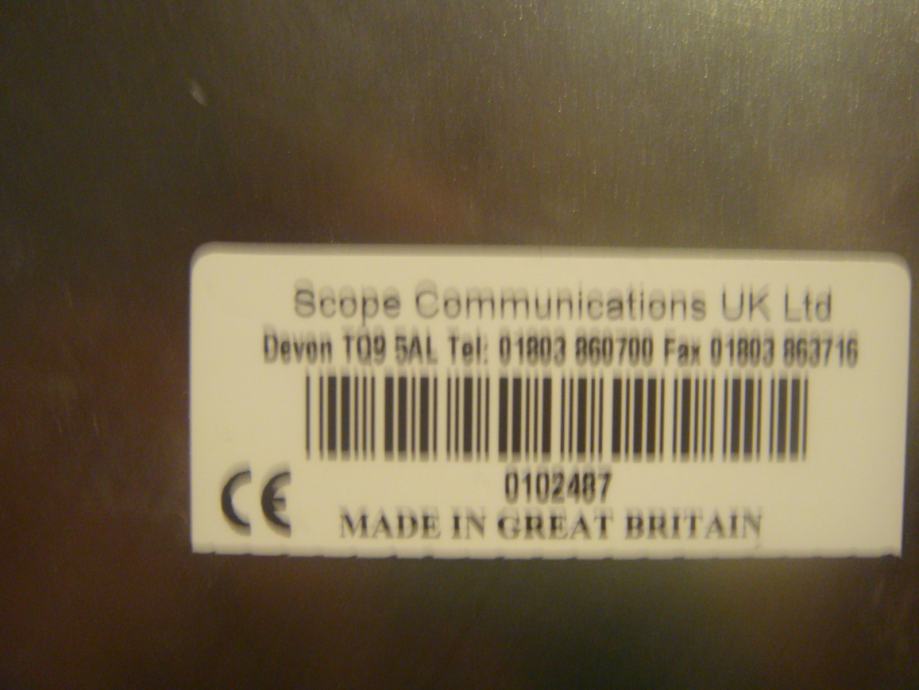 Scope Communications UK Ltd
Devon TQ9 5AL Tel: 01803 860700 Fax 01803 863716
0102487
CE
MADE IN GREAT BRITAIN